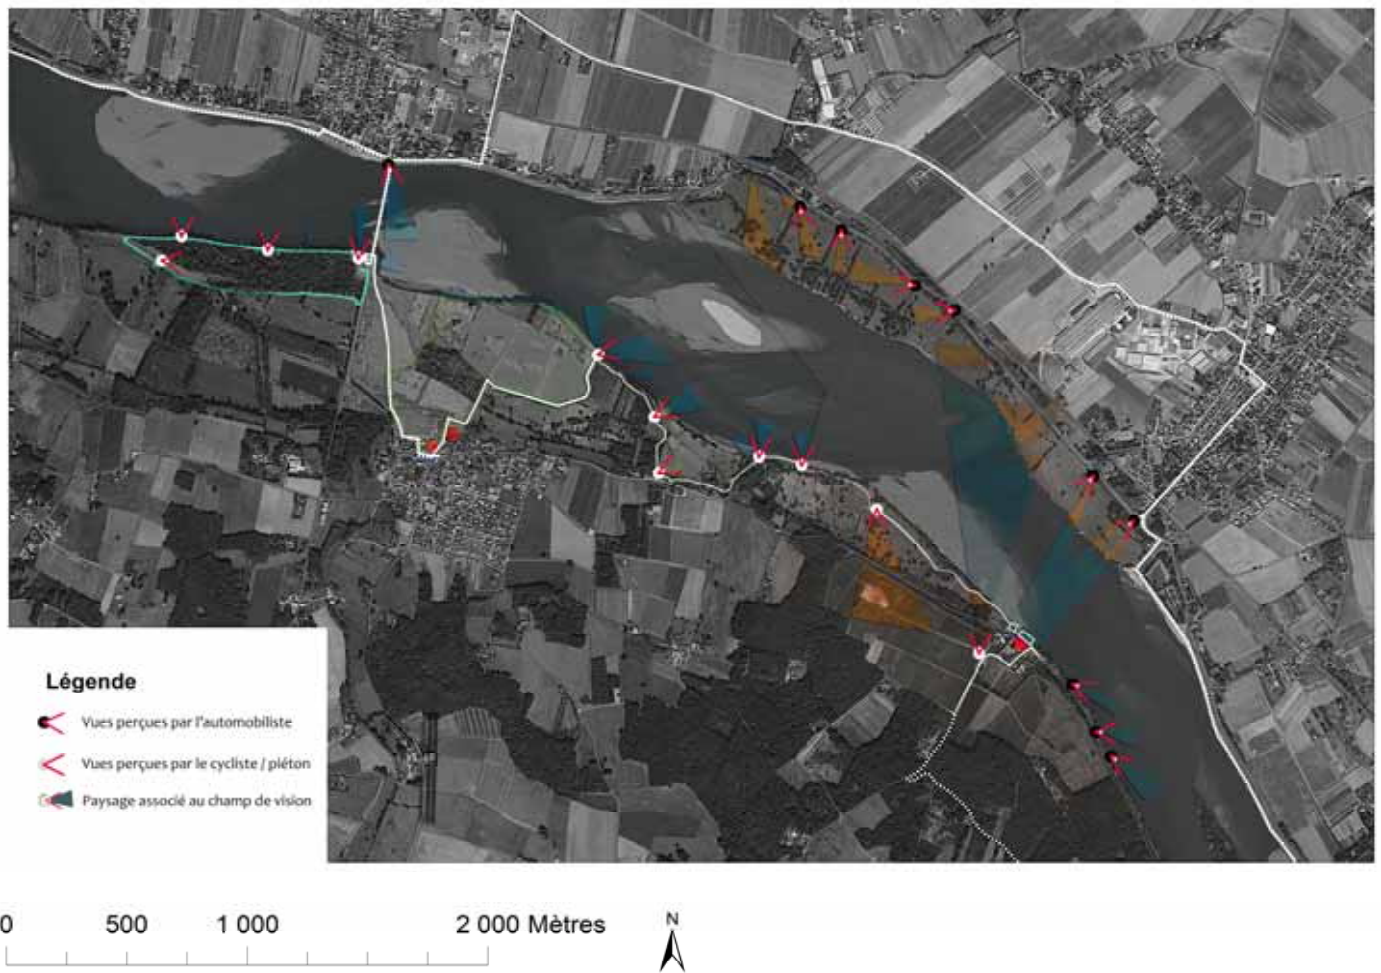 Légende
Vues perçues par l'automobiliste
Vues perçues par le cycliste / piéton
Paysage associé au champ de vision
0 500 1 000 2 000 Mètres
N